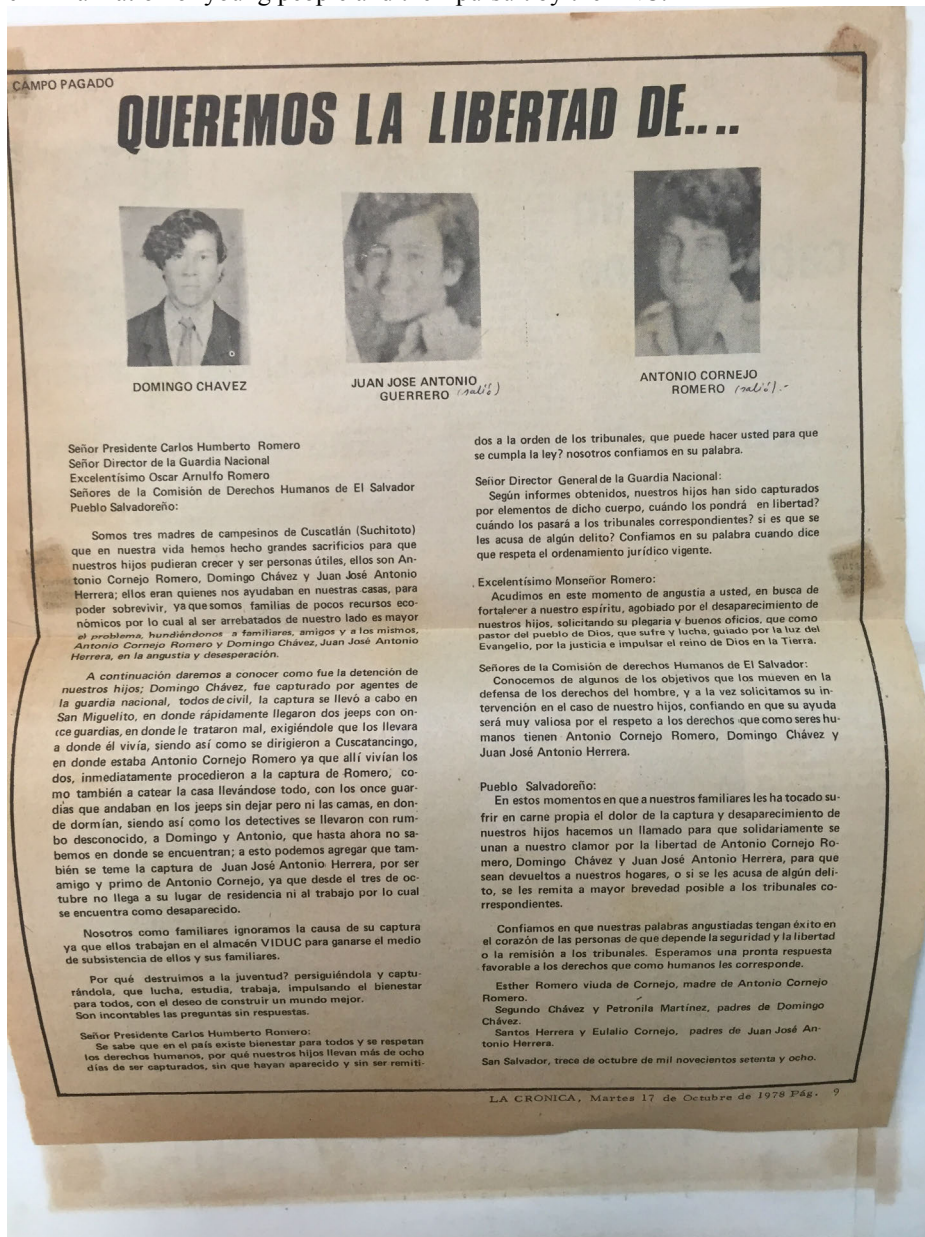 CAMPO PAGADO
QUEREMOS LA LIBERTAD DE....
DOMINGO CHAVEZ
JUAN JOSE ANTONIO
GUERRERO (salió)
ANTONIO CORNEJO
ROMERO (salió).-
Señor Presidente Carlos Humberto Romero
Señor Director de la Guardia Nacional
Excelentísimo Oscar Arnulfo Romero
Señores de la Comisión de Derechos Humanos de El Salvador
Pueblo Salvadoreño:
Somos tres madres de campesinos de Cuscatlán (Suchitoto)
que en nuestra vida hemos hecho grandes sacrificios para que
nuestros hijos pudieran crecer y ser personas útiles, ellos son An-
tonio Cornejo Romero, Domingo Chávez y Juan José Antonio
Herrera; ellos eran quienes nos ayudaban en nuestras casas, para
poder sobrevivir, ya que somos familias de pocos recursos eco-
nómicos por lo cual al ser arrebatados de nuestro lado es mayor
el problema, hundiéndonos a familiares, amigos y a los mismos,
Antonio Cornejo Romero y Domingo Chávez, Juan José Antonio
Herrera, en la angustia y desesperación.
A continuación daremos a conocer como fue la detención de
nuestros hijos; Domingo Chávez, fue capturado por agentes de
la guardia nacional, todos de civil, la captura se llevó a cabo en
San Miguelito, en donde rápidamente llegaron dos jeeps con on-
ce guardias, en donde le trataron mal, exigiéndole que los llevara
a donde él vivía, siendo así como se dirigieron a Cuscatancingo,
en donde estaba Antonio Cornejo Romero ya que allí vivían los
dos, inmediatamente procedieron a la captura de Romero, co-
mo también a catear la casa llevándose todo, con los once guar-
días que andaban en los jeeps sin dejar pero ni las camas, en don-
de dormían, siendo así como los detectives se llevaron con rum-
bo desconocido, a Domingo y Antonio, que hasta ahora no sa-
bemos en donde se encuentran; a esto podemos agregar que tam-
bién se teme la captura de Juan José Antonio Herrera, por ser
amigo y primo de Antonio Cornejo, ya que desde el tres de oc-
tubre no llega a su lugar de residencia ni al trabajo por lo cual
se encuentra como desaparecido.
Nosotros como familiares ignoramos la causa de su captura
ya que ellos trabajan en el almacén VIDUC para ganarse el medio
de subsistencia de ellos y sus familiares.
Por qué destruimos a la juventud? persiguiéndola y captu-
rándola, que lucha, estudia, trabaja, impulsando el bienestar
para todos, con el deseo de construir un mundo mejor.
Son incontables las preguntas sin respuestas.
Señor Presidente Carlos Humberto Romero:
Se sabe que en el país existe bienestar para todos y se respetan
los derechos humanos, por qué nuestros hijos llevan más de ocho
días de ser capturados, sin que hayan aparecido y sin ser remiti-
dos a la orden de los tribunales, que puede hacer usted para que
se cumpla la ley? nosotros confiamos en su palabra.
Señor Director General de la Guardia Nacional:
Según informes obtenidos, nuestros hijos han sido capturados
por elementos de dicho cuerpo, cuándo los pondrá en libertad?
cuándo los pasará a los tribunales correspondientes? si es que se
les acusa de algún delito? Confiamos en su palabra cuando dice
que respeta el ordenamiento jurídico vigente.
Excelentísimo Monseñor Romero:
Acudimos en este momento de angustia a usted, en busca de
fortalecer a nuestro espíritu, agobiado por el desaparecimiento de
nuestros hijos, solicitando su plegaria y buenos oficios, que como
pastor del pueblo de Dios, que sufre y lucha, guiado por la luz del
Evangelio, por la justicia e impulsar el reino de Dios en la Tierra.
Señores de la Comisión de derechos Humanos de El Salvador:
Conocemos de algunos de los objetivos que los mueven en la
defensa de los derechos del hombre, y a la vez solicitamos su in-
tervención en el caso de nuestro hijos, confiando en que su ayuda
será muy valiosa por el respeto a los derechos que como seres hu-
manos tienen Antonio Cornejo Romero, Domingo Chávez y
Juan José Antonio Herrera.
Pueblo Salvadoreño:
En estos momentos en que a nuestros familiares les ha tocado su-
frir en carne propia el dolor de la captura y desaparecimiento de
nuestros hijos hacemos un llamado para que solidariamente se
unan a nuestro clamor por la libertad de Antonio Cornejo Ro-
mero, Domingo Chávez y Juan José Antonio Herrera, para que
sean devueltos a nuestros hogares, o si se les acusa de algún deli-
to, se les remita a mayor brevedad posible a los tribunales co-
rrespondientes.
Confiamos en que nuestras palabras angustiadas tengan éxito en
el corazón de las personas de que depende la seguridad y la libertad
o la remisión a los tribunales. Esperamos una pronta respuesta
favorable a los derechos que como humanos les corresponde.
Esther Romero viuda de Cornejo, madre de Antonio Cornejo
Romero.
Segundo Chávez y Petronila Martínez, padres de Domingo
Chávez.
Santos Herrera y Eulalio Cornejo, padres de Juan José An-
tonio Herrera.
San Salvador, trece de octubre de mil novecientos setenta y ocho.
LA CRONICA, Martes 17 de Octubre de 1978 Pág. 9